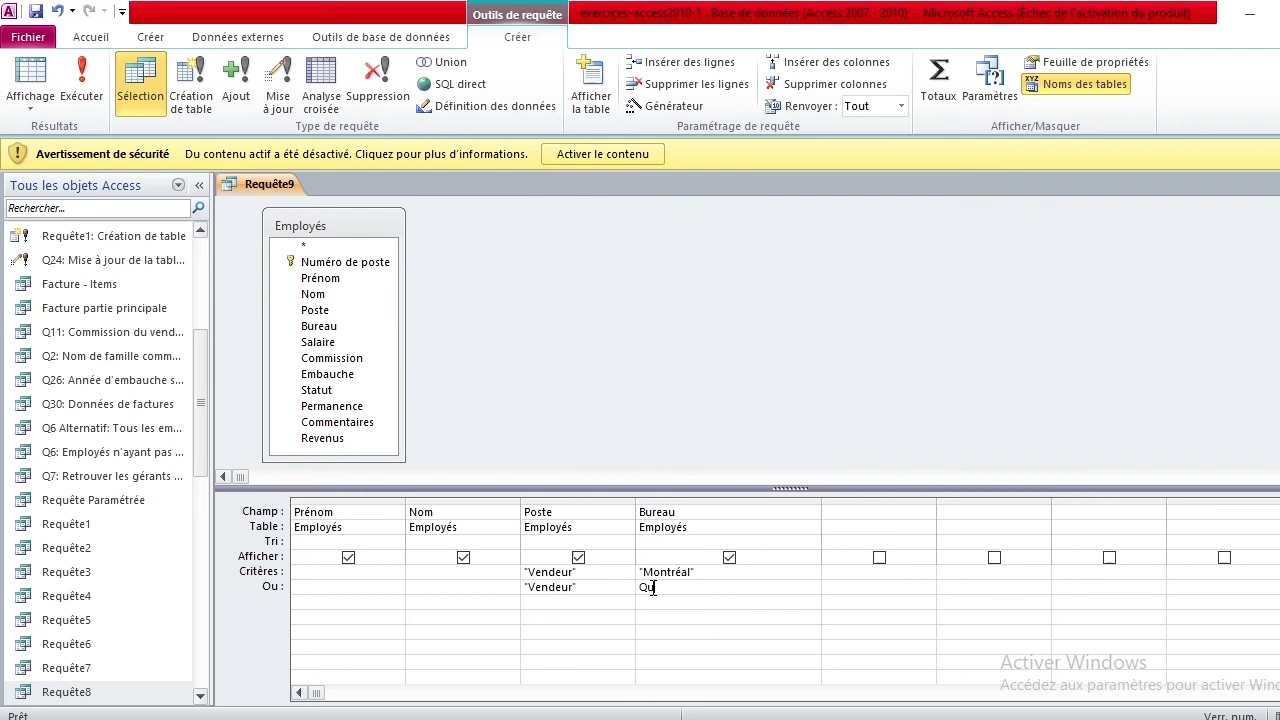 Outils de requête
exercices-access2010-1 : Base de données (Access 2007 - 2010) - Microsoft Access (Échec de l'activation du produit)
Fichier
Accueil
Créer
Données externes
Outils de base de données
Créer
Affichage
Exécuter
Résultats
Sélection
Création de table
Ajout
Mise à jour
Analyse croisée
Suppression
Union
SQL direct
Définition des données
Type de requête
Afficher la table
Insérer des lignes
Supprimer les lignes
Générateur
Insérer des colonnes
Supprimer colonnes
Renvoyer : Tout
Paramétrage de requête
Totaux
Paramètres
Feuille de propriétés
Noms des tables
Afficher/Masquer
Avertissement de sécurité Du contenu actif a été désactivé. Cliquez pour plus d'informations. Activer le contenu
Tous les objets Access
Rechercher...
Requête1: Création de table
Q24: Mise à jour de la tabl...
Facture - Items
Facture partie principale
Q11: Commission du vend...
Q2: Nom de famille comm...
Q26: Année d'embauche s...
Q30: Données de factures
Q6 Alternatif: Tous les em...
Q6: Employés n'ayant pas ...
Q7: Retrouver les gérants ...
Requête Paramétrée
Requête1
Requête2
Requête3
Requête4
Requête5
Requête6
Requête7
Requête8
Requête9
Employés
*
Numéro de poste
Prénom
Nom
Poste
Bureau
Salaire
Commission
Embauche
Statut
Permanence
Commentaires
Revenus
Champ : Prénom Nom Poste Bureau
Table : Employés Employés Employés Employés
Tri :
Afficher :
Critères : "Vendeur" "Montréal"
Ou : "Vendeur" Qu
Activer Windows
Accédez aux paramètres pour activer Wind
Prêt
Verr. num.